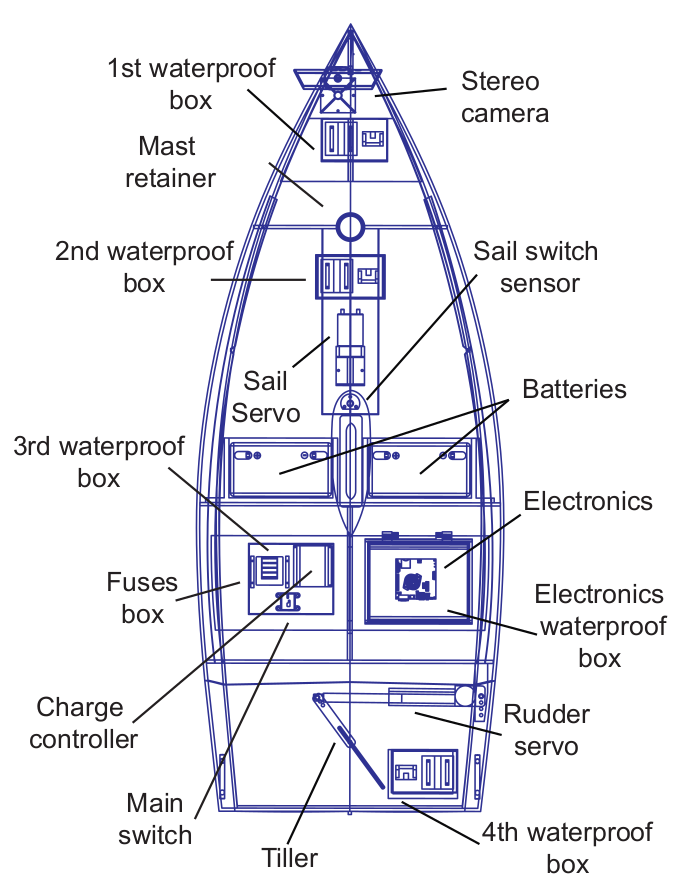 1st waterproof
box
Stereo
camera
Mast
retainer
2nd waterproof
box
Sail switch
sensor
Sail
Servo
Batteries
3rd waterproof
box
Electronics
Fuses
box
Electronics
waterproof
box
Charge
controller
Rudder
servo
Main
switch
Tiller
4th waterproof
box